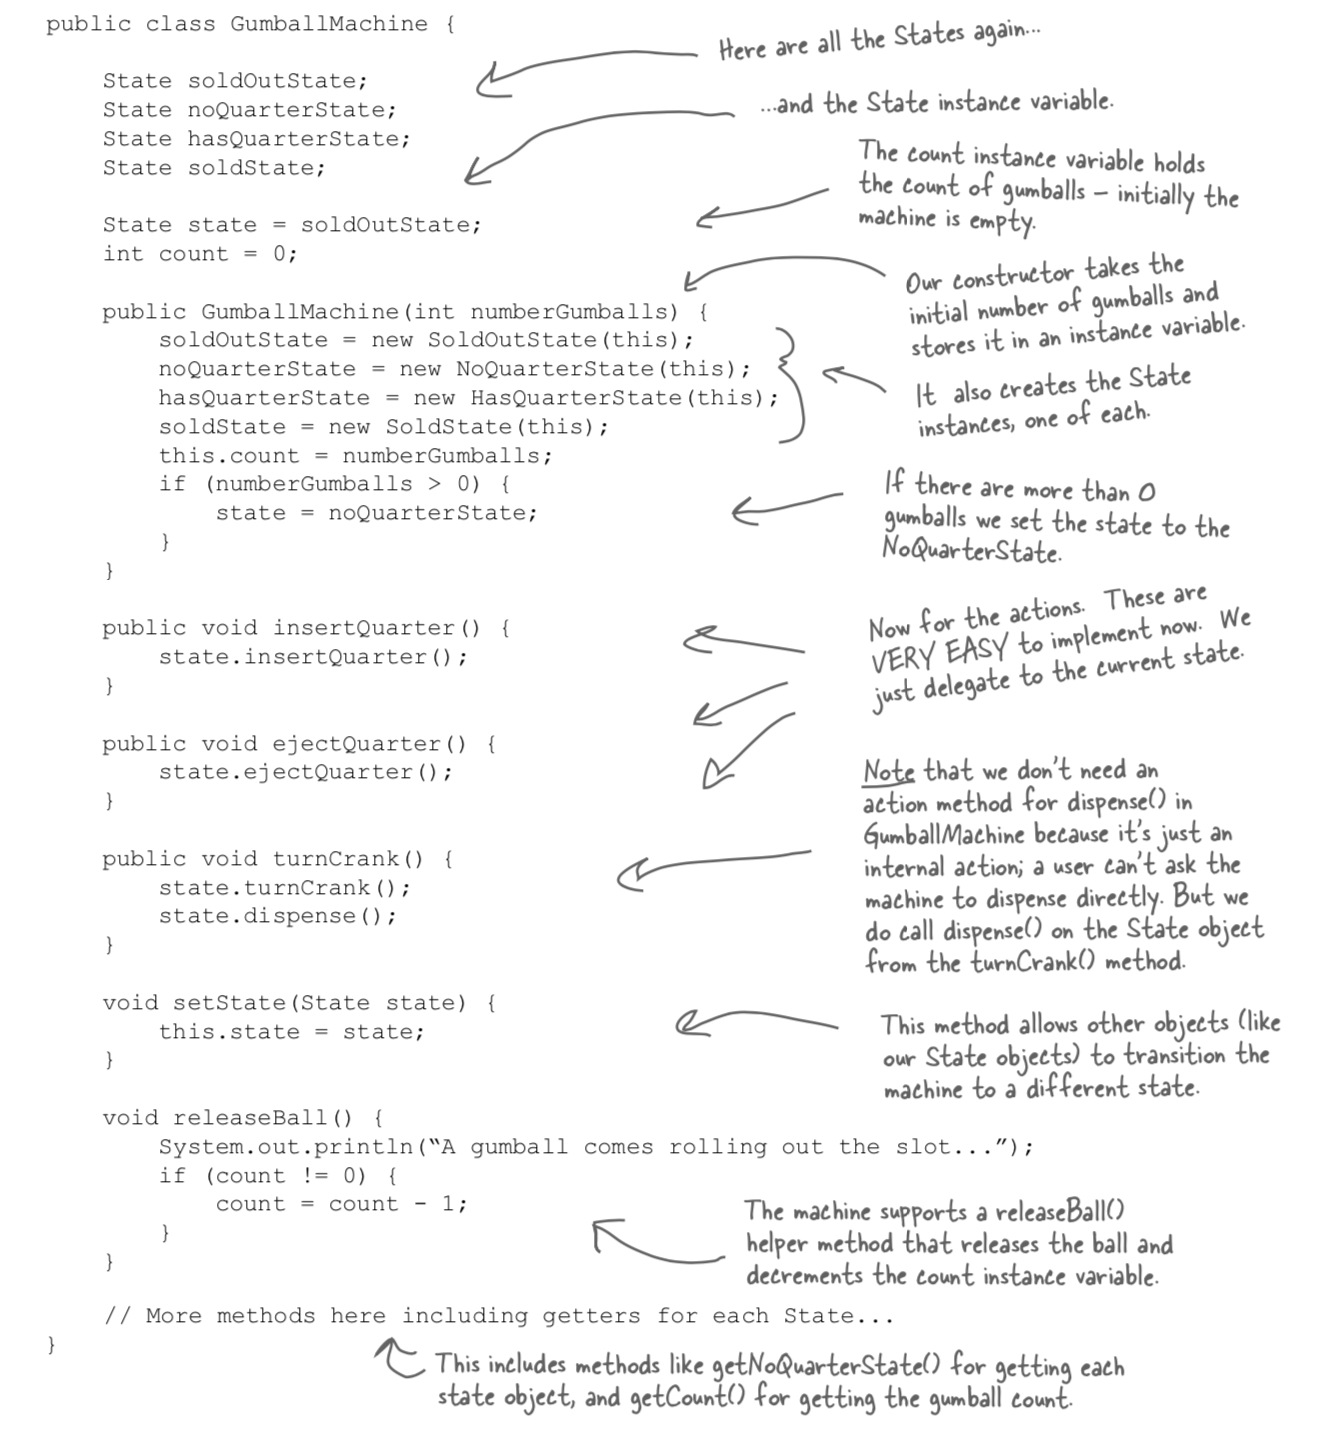 public class GumballMachine {
Here are all the States again...
State soldOutState;
State noQuarterState;
State hasQuarterState;
State soldState;
...and the State instance variable.
The count instance variable holds
the count of gumballs – initially the
machine is empty.
State state = soldOutState;
int count = 0;
Our constructor takes the
initial number of gumballs and
stores it in an instance variable.
It also creates the State
instances, one of each.
public GumballMachine(int numberGumballs) {
soldOutState = new SoldOutState(this);
noQuarterState = new NoQuarterState(this);
hasQuarterState = new HasQuarterState(this);
soldState = new SoldState(this);
this.count = numberGumballs;
if (numberGumballs > 0) {
state = noQuarterState;
}
}
If there are more than 0
gumballs we set the state to the
NoQuarterState.
public void insertQuarter() {
state.insertQuarter();
}
Now for the actions. These are
VERY EASY to implement now. We
just delegate to the current state.
public void ejectQuarter() {
state.ejectQuarter();
}
public void turnCrank() {
state.turnCrank();
state.dispense();
}
Note that we don't need an
action method for dispense() in
GumballMachine because it's just an
internal action; a user can't ask the
machine to dispense directly. But we
do call dispense() on the State object
from the turnCrank() method.
void setState(State state) {
this.state = state;
}
This method allows other objects (like
our State objects) to transition the
machine to a different state.
void releaseBall() {
System.out.println(“A gumball comes rolling out the slot...”);
if (count != 0) {
count = count - 1;
}
}
The machine supports a releaseBall()
helper method that releases the ball and
decrements the count instance variable.
// More methods here including getters for each State...
}
This includes methods like getNoQuarterState() for getting each
state object, and getCount() for getting the gumball count.